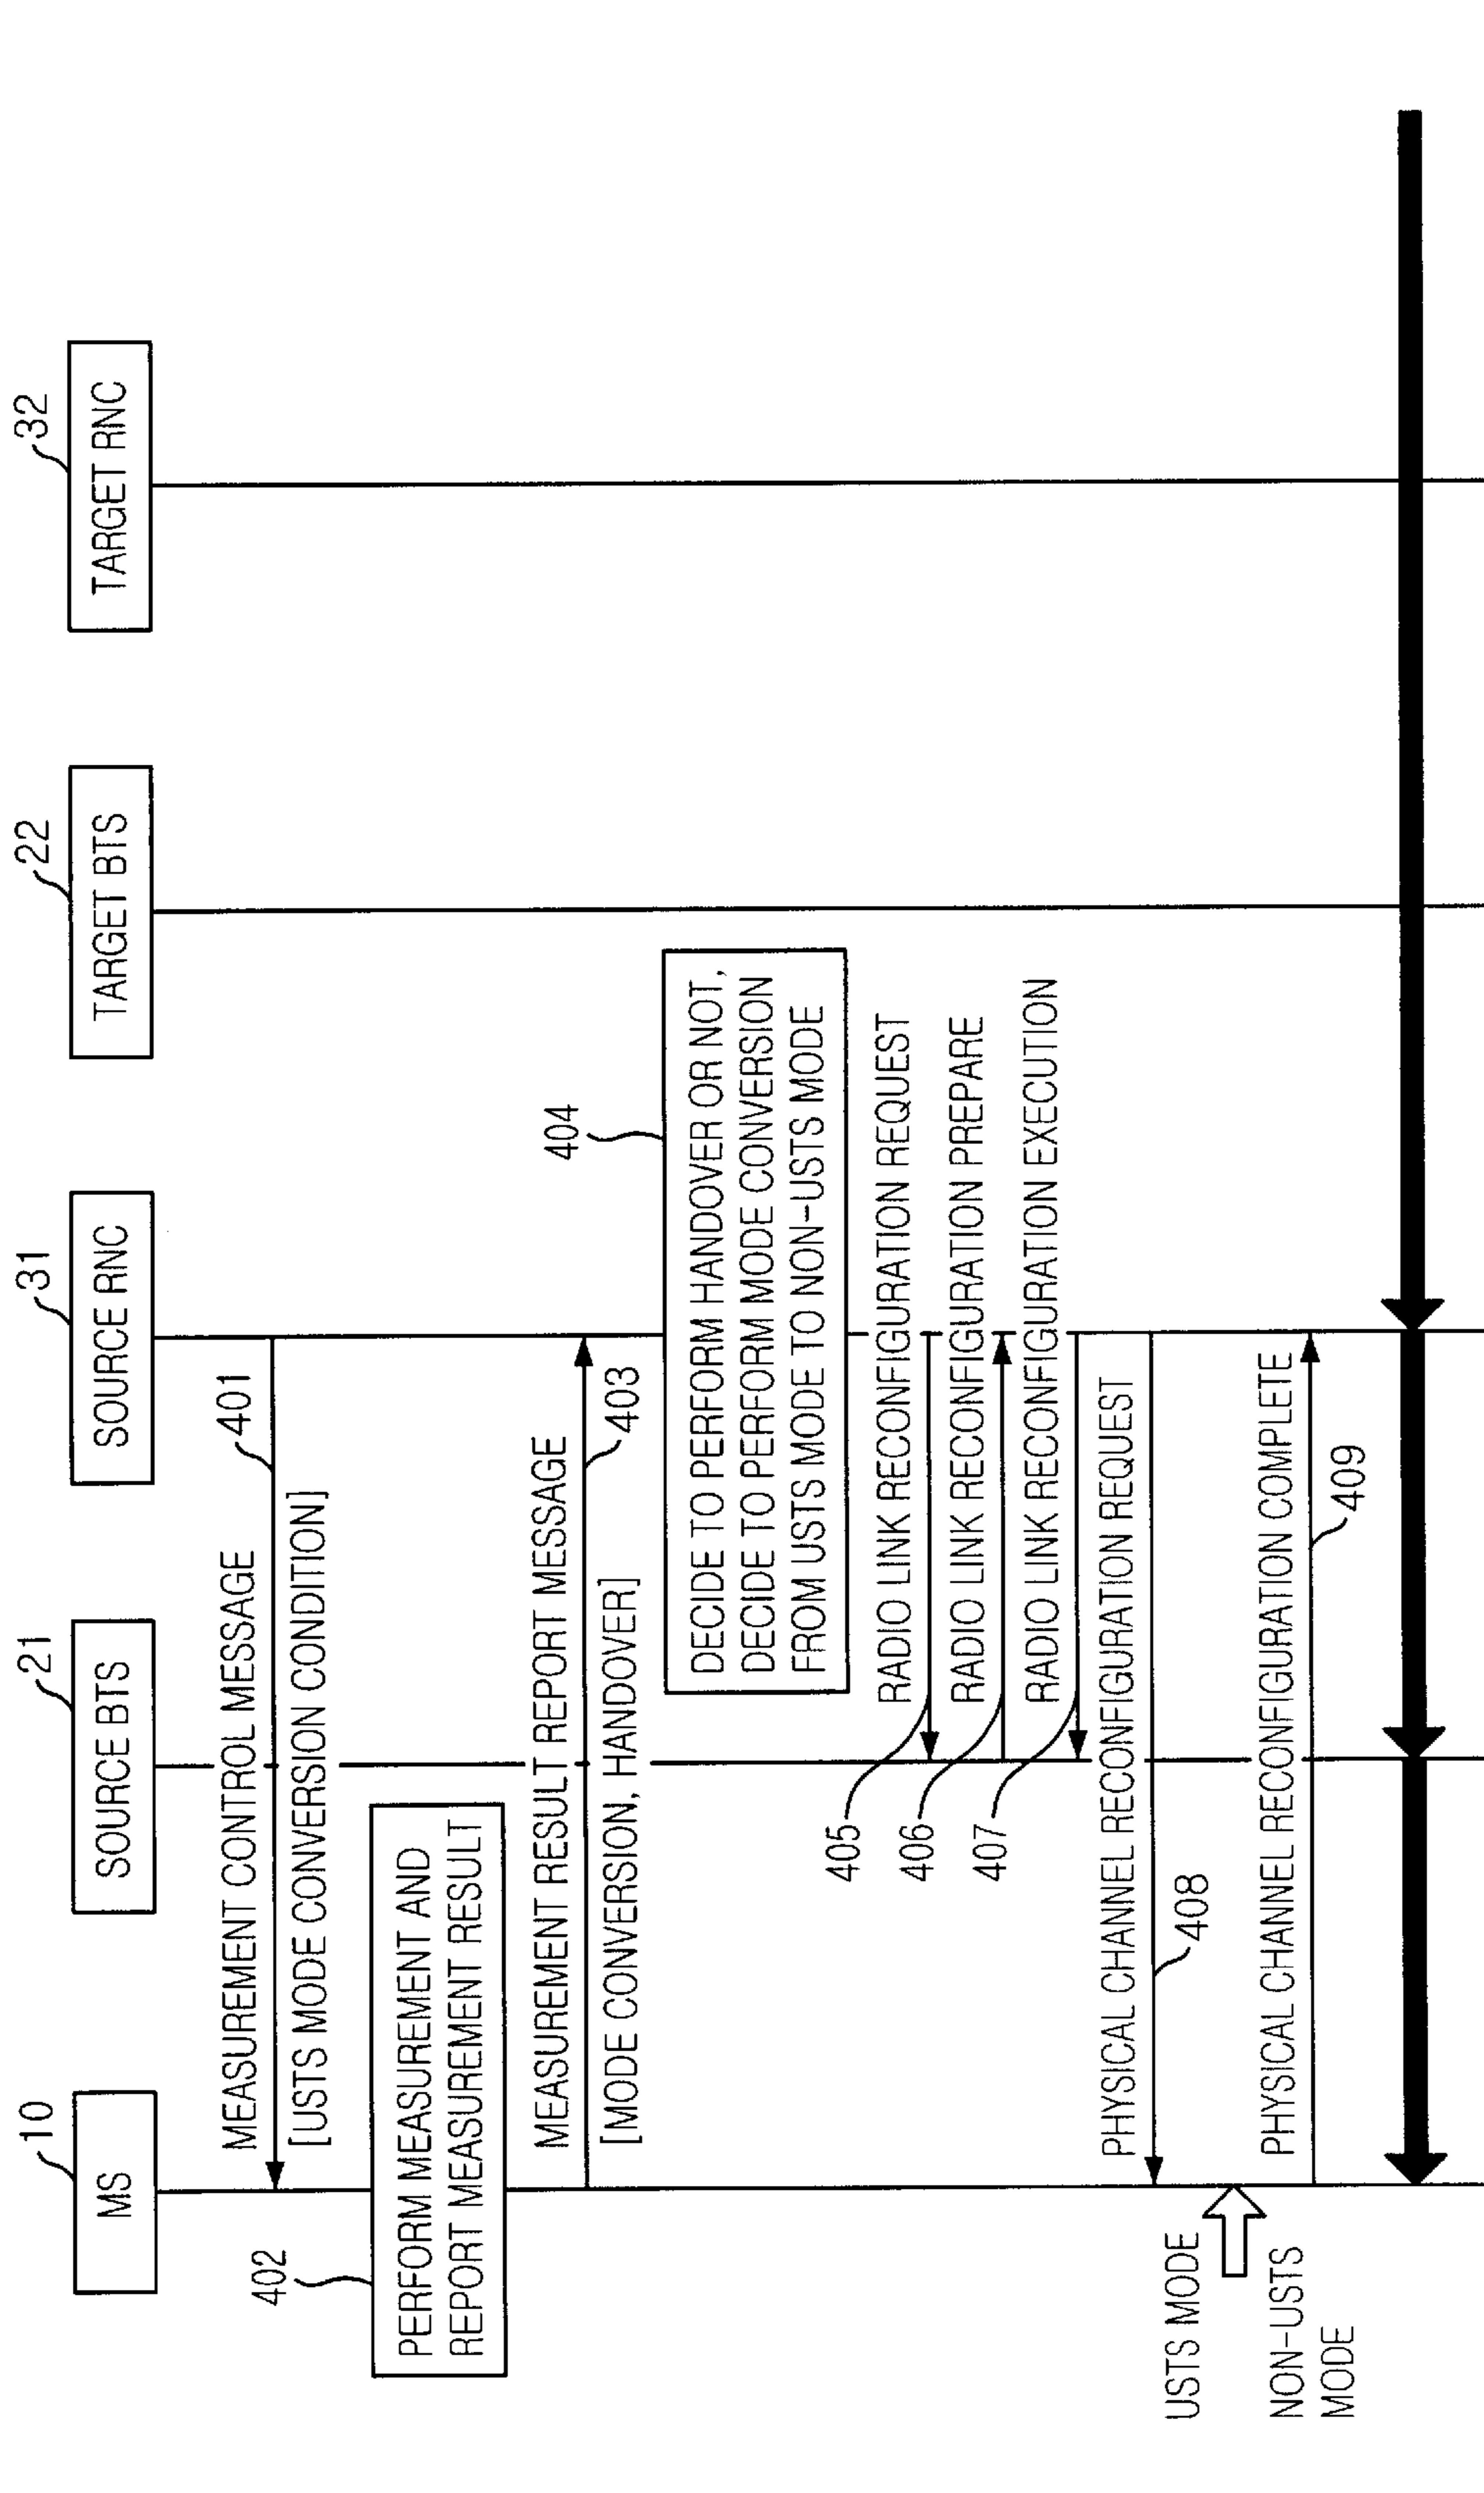 10
MS
21
SOURCE BTS
31
SOURCE RNC
22
TARGET BTS
32
TARGET RNC
MEASUREMENT CONTROL MESSAGE
401
[USTS MODE CONVERSION CONDITION]
402
PERFORM MEASUREMENT AND
REPORT MEASUREMENT RESULT
MEASUREMENT RESULT REPORT MESSAGE
403
[MODE CONVERSION, HANDOVER]
404
DECIDE TO PERFORM HANDOVER OR NOT,
DECIDE TO PERFORM MODE CONVERSION
FROM USTS MODE TO NON-USTS MODE
405
RADIO LINK RECONFIGURATION REQUEST
406
RADIO LINK RECONFIGURATION PREPARE
407
RADIO LINK RECONFIGURATION EXECUTION
PHYSICAL CHANNEL RECONFIGURATION REQUEST
408
USTS MODE
NON-USTS
MODE
PHYSICAL CHANNEL RECONFIGURATION COMPLETE
409